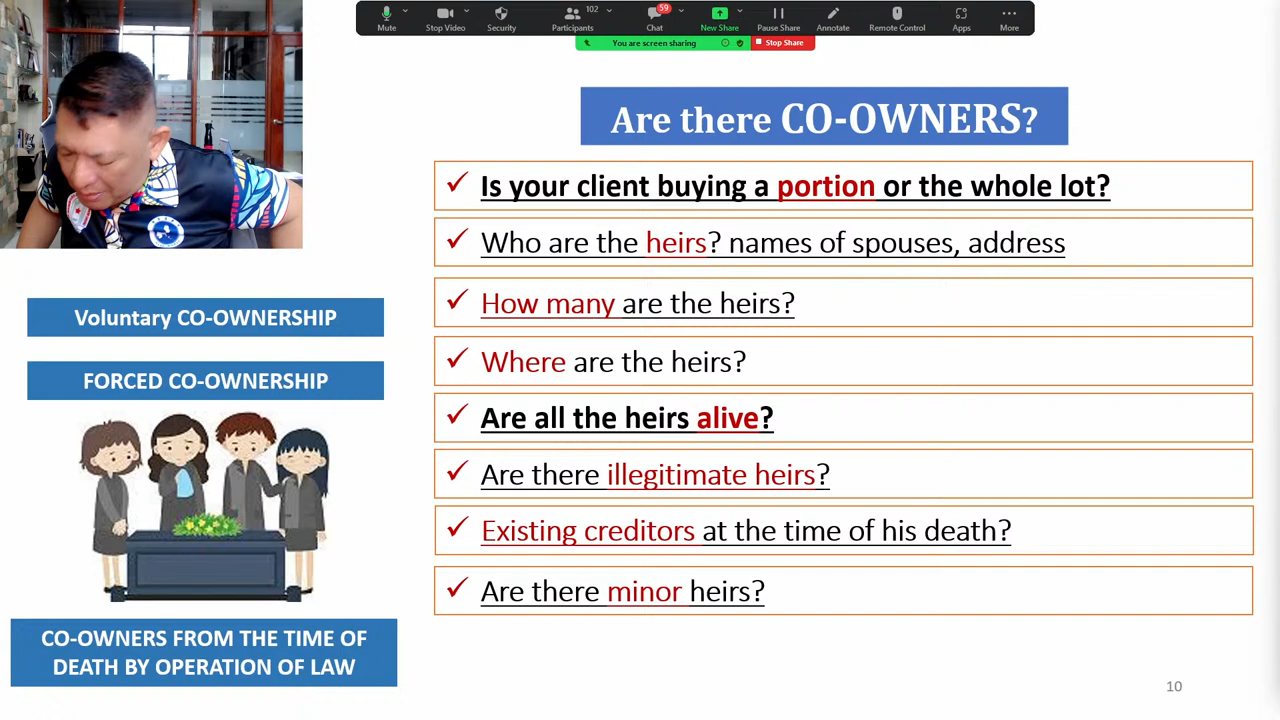 102
59
Mute
Stop Video
Security
Participants
Chat
New Share
Pause Share
Annotate
Remote Control
Apps
More
You are screen sharing
Stop Share
Are there CO-OWNERS?
Is your client buying a portion or the whole lot?
Who are the heirs? names of spouses, address
How many are the heirs?
Where are the heirs?
Are all the heirs alive?
Are there illegitimate heirs?
Existing creditors at the time of his death?
Are there minor heirs?
Voluntary CO-OWNERSHIP
FORCED CO-OWNERSHIP
CO-OWNERS FROM THE TIME OF
DEATH BY OPERATION OF LAW
10